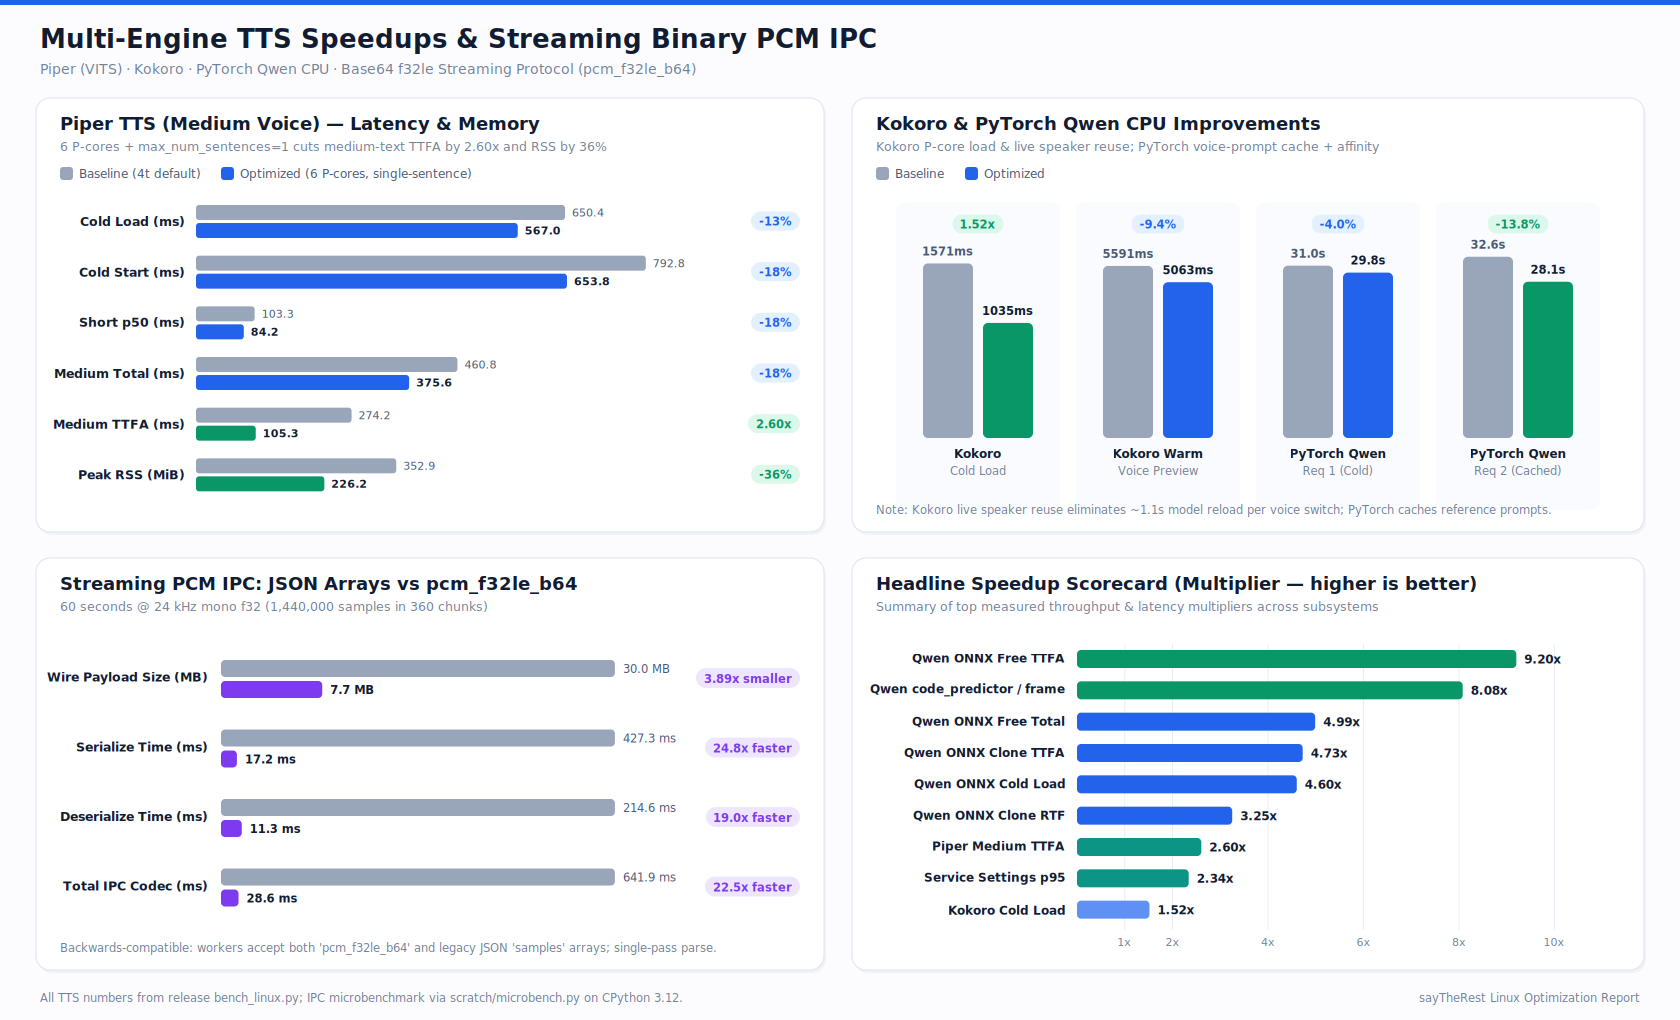 Multi-Engine TTS Speedups & Streaming Binary PCM IPC
Piper (VITS) · Kokoro · PyTorch Qwen CPU · Base64 f32le Streaming Protocol (pcm_f32le_b64)
Piper TTS (Medium Voice) — Latency & Memory
6 P-cores + max_num_sentences=1 cuts medium-text TTFA by 2.60x and RSS by 36%
Baseline (4t default) Optimized (6 P-cores, single-sentence)
Cold Load (ms) 650.4 567.0 -13%
Cold Start (ms) 792.8 653.8 -18%
Short p50 (ms) 103.3 84.2 -18%
Medium Total (ms) 460.8 375.6 -18%
Medium TTFA (ms) 274.2 105.3 2.60x
Peak RSS (MiB) 352.9 226.2 -36%
Kokoro & PyTorch Qwen CPU Improvements
Kokoro P-core load & live speaker reuse; PyTorch voice-prompt cache + affinity
Baseline Optimized
1.52x -9.4% -4.0% -13.8%
1571ms 1035ms 5591ms 5063ms 31.0s 29.8s 32.6s 28.1s
Kokoro Kokoro Warm PyTorch Qwen PyTorch Qwen
Cold Load Voice Preview Req 1 (Cold) Req 2 (Cached)
Note: Kokoro live speaker reuse eliminates ~1.1s model reload per voice switch; PyTorch caches reference prompts.
Streaming PCM IPC: JSON Arrays vs pcm_f32le_b64
60 seconds @ 24 kHz mono f32 (1,440,000 samples in 360 chunks)
Wire Payload Size (MB) 30.0 MB 7.7 MB 3.89x smaller
Serialize Time (ms) 427.3 ms 17.2 ms 24.8x faster
Deserialize Time (ms) 214.6 ms 11.3 ms 19.0x faster
Total IPC Codec (ms) 641.9 ms 28.6 ms 22.5x faster
Backwards-compatible: workers accept both 'pcm_f32le_b64' and legacy JSON 'samples' arrays; single-pass parse.
Headline Speedup Scorecard (Multiplier — higher is better)
Summary of top measured throughput & latency multipliers across subsystems
Qwen ONNX Free TTFA 9.20x
Qwen code_predictor / frame 8.08x
Qwen ONNX Free Total 4.99x
Qwen ONNX Clone TTFA 4.73x
Qwen ONNX Cold Load 4.60x
Qwen ONNX Clone RTF 3.25x
Piper Medium TTFA 2.60x
Service Settings p95 2.34x
Kokoro Cold Load 1.52x
1x 2x 4x 6x 8x 10x
All TTS numbers from release bench_linux.py; IPC microbenchmark via scratch/microbench.py on CPython 3.12.
sayTheRest Linux Optimization Report